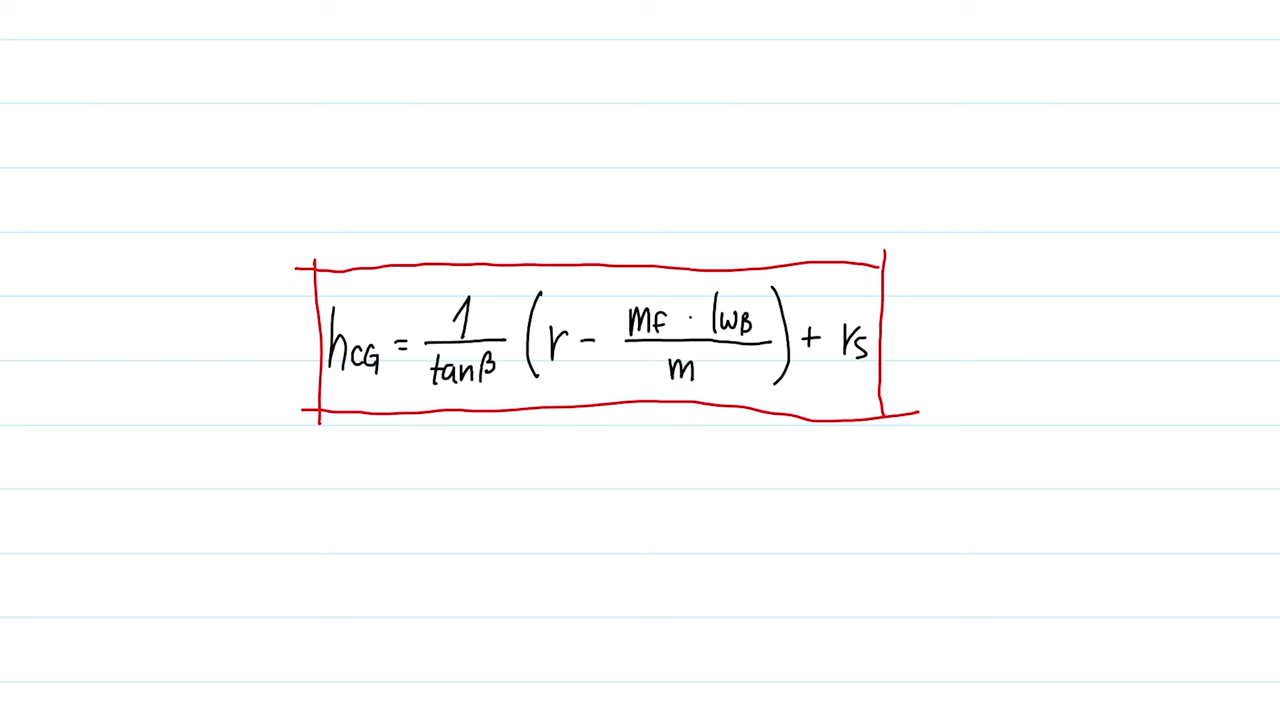 h_CG = 1/tanβ (r - m_F · l_WB / m) + r_S